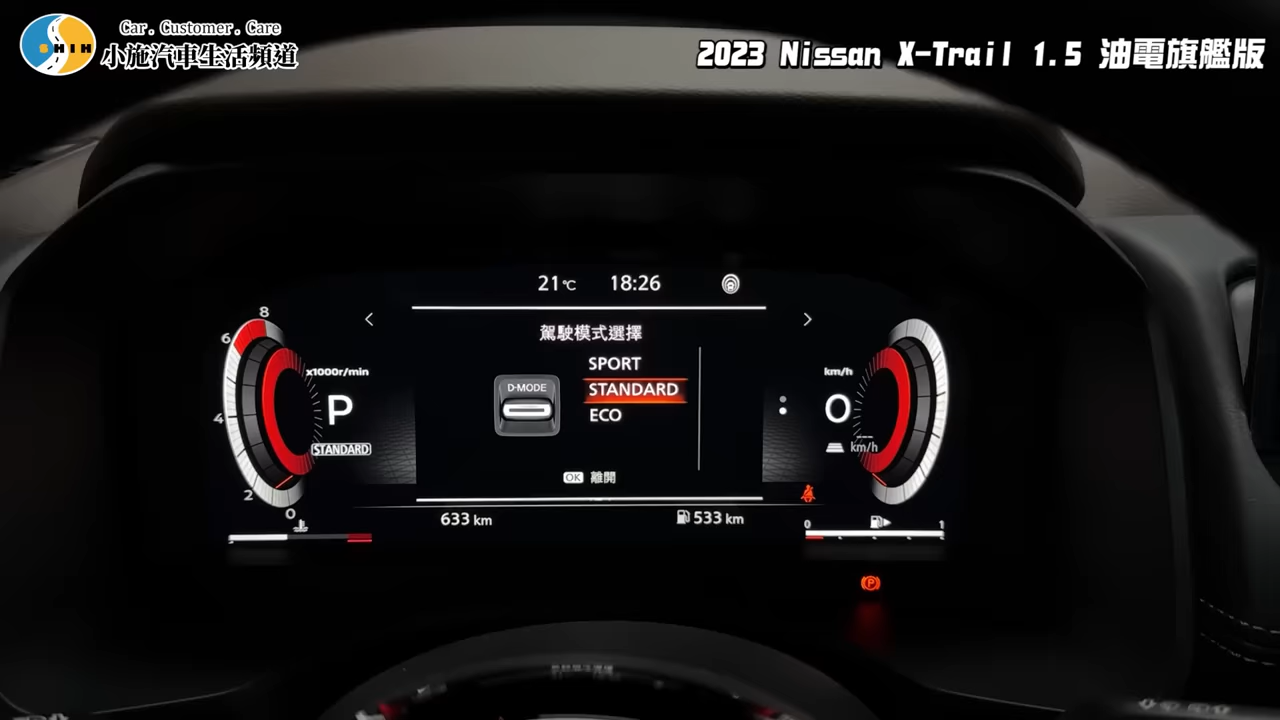 Car. Customer. Care
SHIH
小施汽車生活頻道
2023 Nissan X-Trail 1.5 油電旗艦版
21℃
18:26
駕駛模式選擇
SPORT
D-MODE
STANDARD
ECO
OK 離開
8
6
4
2
0
x1000r/min
P
STANDARD
km/h
0
--- km/h
633 km
533 km
0
1
P